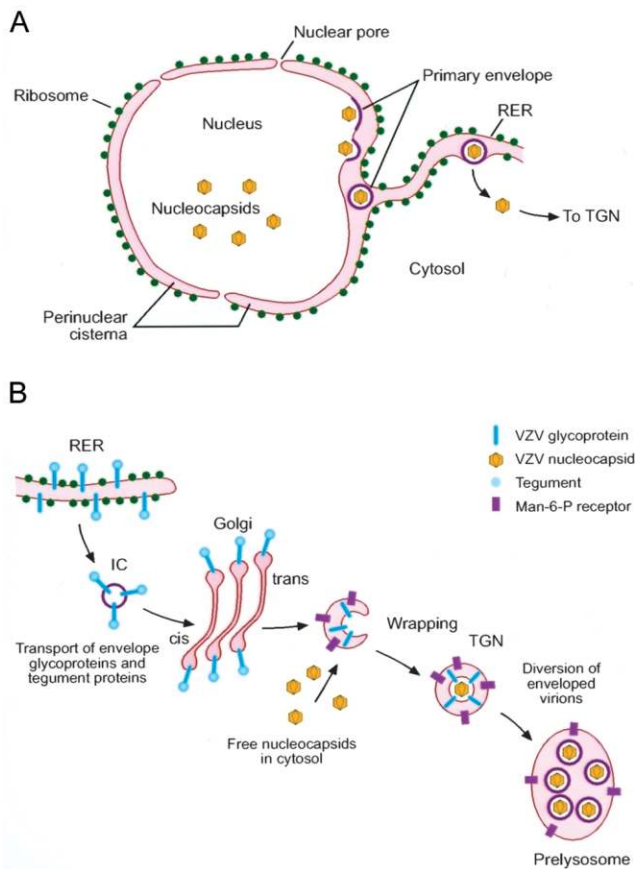 A
Nuclear pore
Primary envelope
Ribosome
RER
Nucleus
Nucleocapsids
To TGN
Cytosol
Perinuclear
cisterna
B
RER
VZV glycoprotein
VZV nucleocapsid
Tegument
Man-6-P receptor
Golgi
IC
trans
cis
Wrapping
TGN
Transport of envelope
glycoproteins and
tegument proteins
Diversion of
enveloped
virions
Free nucleocapsids
in cytosol
Prelysosome